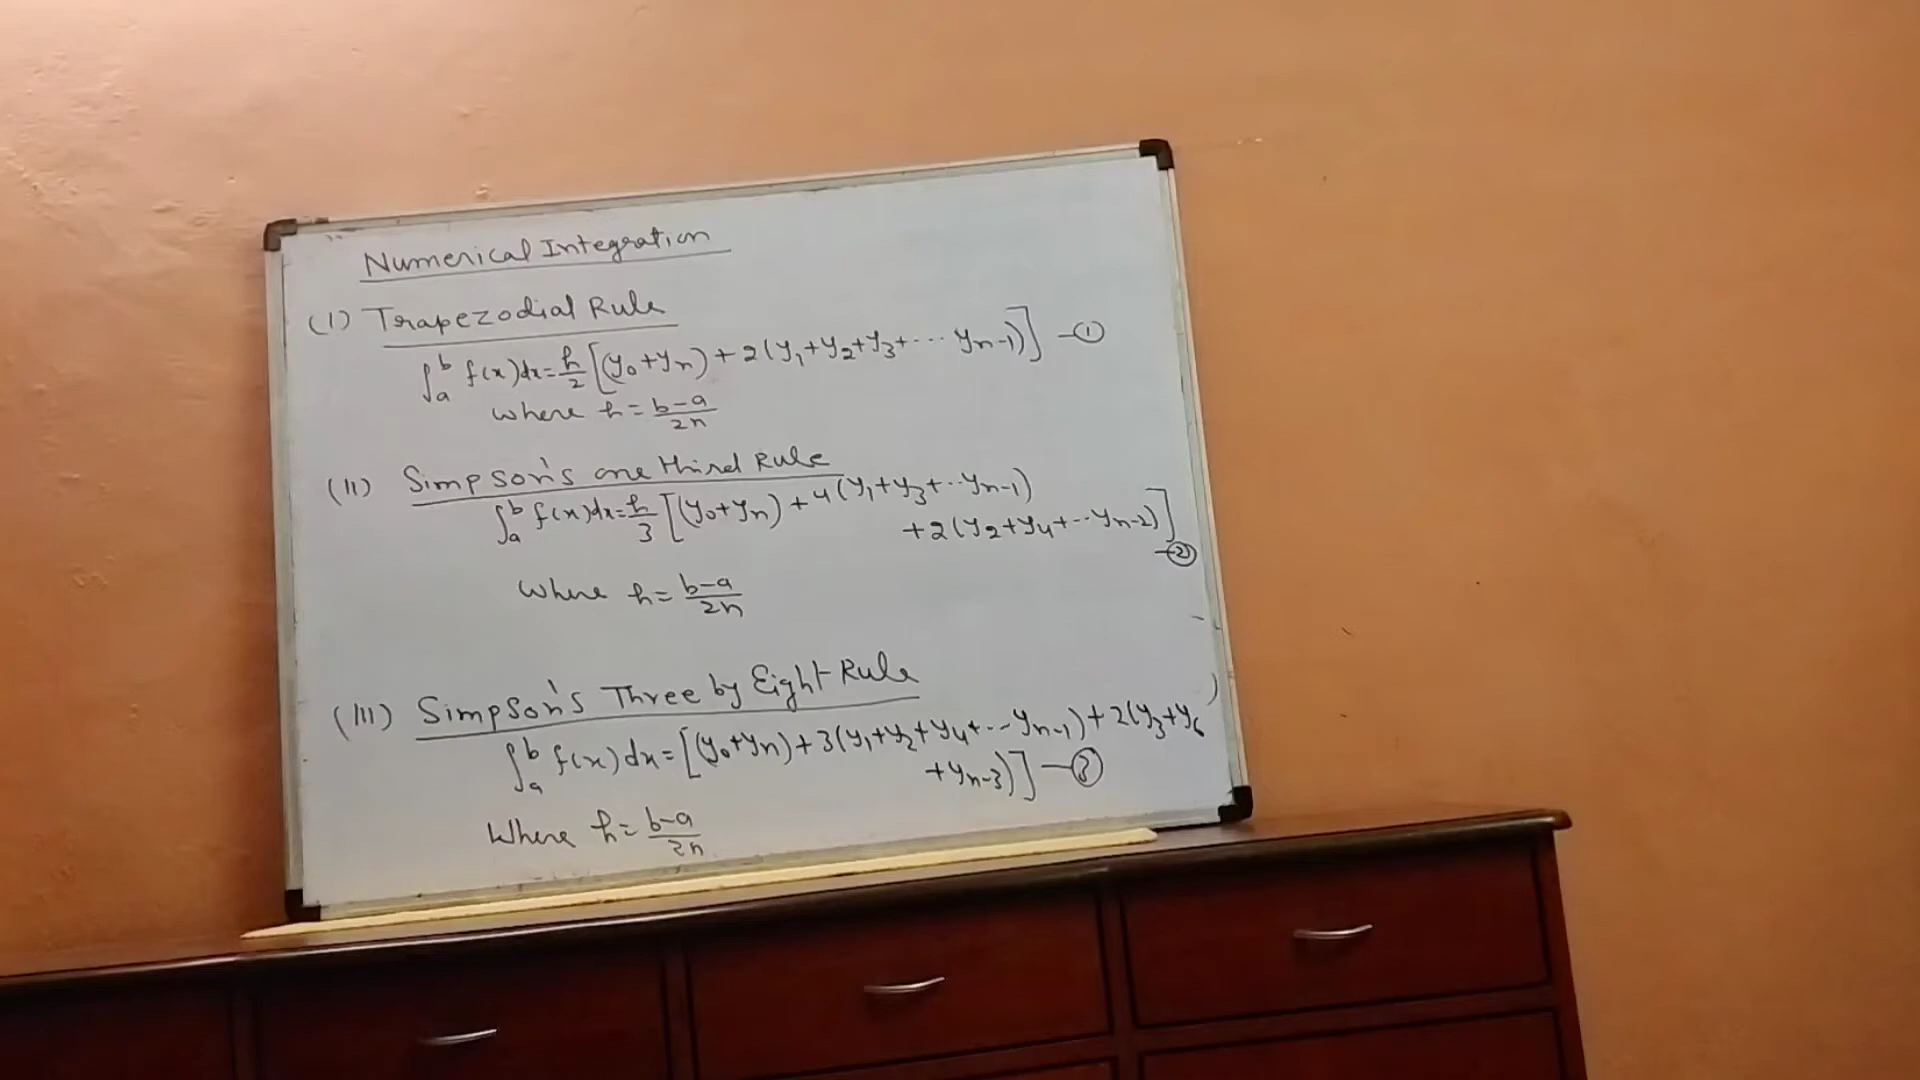 Numerical Integration
(I) Trapezodial Rule
∫_a^b f(x)dx = h/2 [(y₀+yₙ)+2(y₁+y₂+y₃+··· yₙ₋₁)] –①
where h = b-a/2n
(II) Simpson's one third Rule
∫_a^b f(x)dx = h/3 [(y₀+yₙ)+4(y₁+y₃+··yₙ₋₁)
+2(y₂+y₄+···yₙ₋₂)]
–②
where h = b-a/2n
(III) Simpson's Three by Eight Rule
∫_a^b f(x)dx = [(y₀+yₙ)+3(y₁+y₂+y₄+···yₙ₋₁)+2(y₃+y₆
+yₙ₋₃)] –③
Where h = b-a/2n